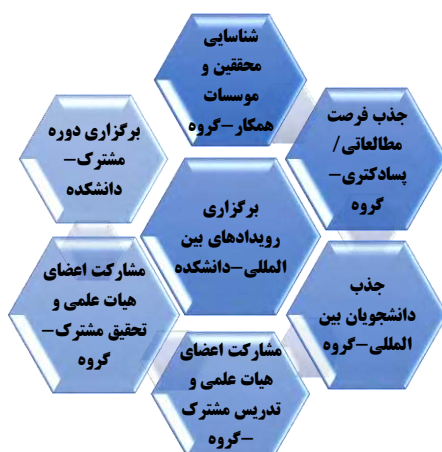 شناسایی
محققین و
موسسات
همکار–گروه
جذب فرصت
مطالعاتی/
پسادکتری–
گروه
جذب
دانشجویان بین
المللی–گروه
مشارکت اعضای
هیات علمی و
تدریس مشترک
–گروه
مشارکت اعضای
هیات علمی و
تحقیق مشترک–
گروه
برگزاری دوره
مشترک–
دانشکده
برگزاری
رویدادهای بین
المللی–دانشکده